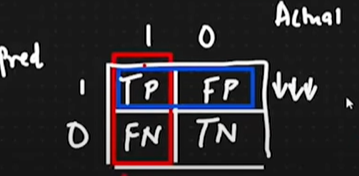 Actual
1 0
Pred
1 TP FP
0 FN TN